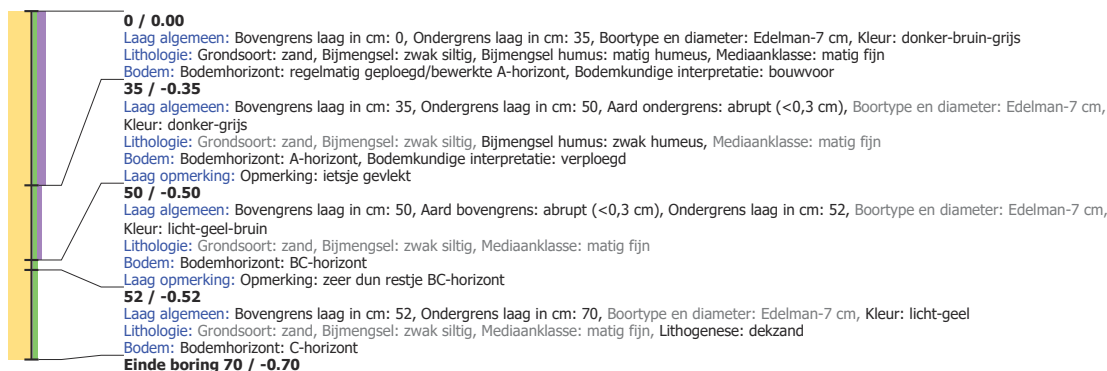 0 / 0.00
Laag algemeen: Bovengrens laag in cm: 0, Ondergrens laag in cm: 35, Boortype en diameter: Edelman-7 cm, Kleur: donker-bruin-grijs
Lithologie: Grondsoort: zand, Bijmengsel: zwak siltig, Bijmengsel humus: matig humeus, Mediaanklasse: matig fijn
Bodem: Bodemhorizont: regelmatig geploegd/bewerkte A-horizont, Bodemkundige interpretatie: bouwvoor
35 / -0.35
Laag algemeen: Bovengrens laag in cm: 35, Ondergrens laag in cm: 50, Aard ondergrens: abrupt (<0,3 cm), Boortype en diameter: Edelman-7 cm,
Kleur: donker-grijs
Lithologie: Grondsoort: zand, Bijmengsel: zwak siltig, Bijmengsel humus: zwak humeus, Mediaanklasse: matig fijn
Bodem: Bodemhorizont: A-horizont, Bodemkundige interpretatie: verploegd
Laag opmerking: Opmerking: ietsje gevlekt
50 / -0.50
Laag algemeen: Bovengrens laag in cm: 50, Aard bovengrens: abrupt (<0,3 cm), Ondergrens laag in cm: 52, Boortype en diameter: Edelman-7 cm,
Kleur: licht-geel-bruin
Lithologie: Grondsoort: zand, Bijmengsel: zwak siltig, Mediaanklasse: matig fijn
Bodem: Bodemhorizont: BC-horizont
Laag opmerking: Opmerking: zeer dun restje BC-horizont
52 / -0.52
Laag algemeen: Bovengrens laag in cm: 52, Ondergrens laag in cm: 70, Boortype en diameter: Edelman-7 cm, Kleur: licht-geel
Lithologie: Grondsoort: zand, Bijmengsel: zwak siltig, Mediaanklasse: matig fijn, Lithogenese: dekzand
Bodem: Bodemhorizont: C-horizont
Einde boring 70 / -0.70